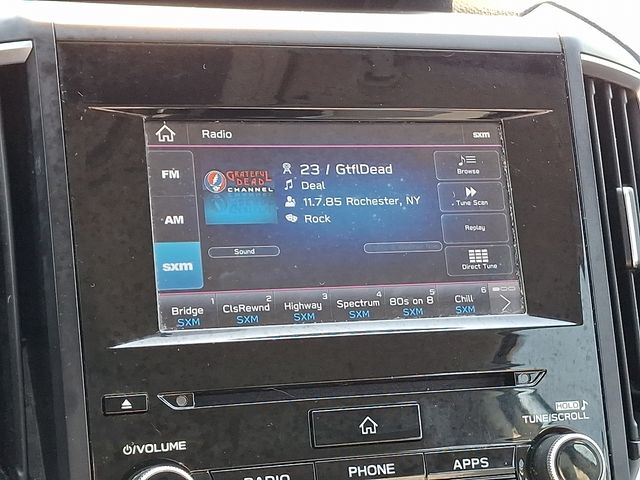 Radio
sxm
FM
AM
sxm
GRATEFUL
DEAD
CHANNEL
23 / GtflDead
Deal
11.7.85 Rochester, NY
Rock
Browse
Tune Scan
Replay
Direct Tune
Sound
Bridge 1
SXM
ClsRewnd 2
SXM
Highway 3
SXM
Spectrum 4
SXM
80s on 8 5
SXM
Chill 6
SXM
/VOLUME
HOLD
TUNE/SCROLL
RADIO
PHONE
APPS